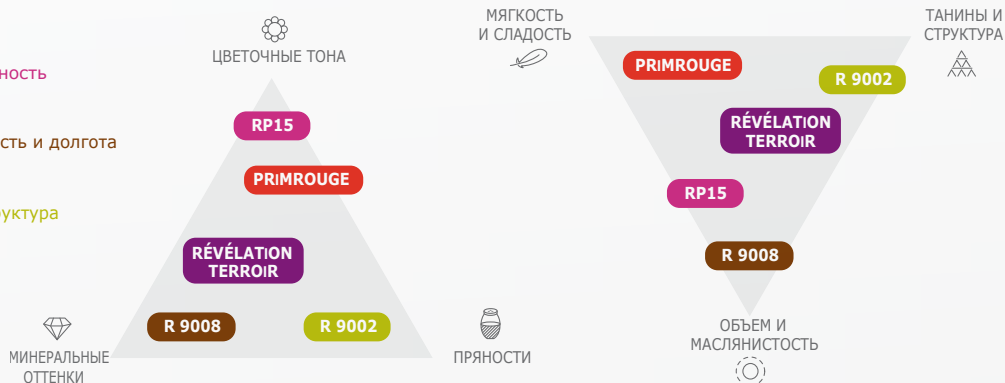 ность
сть и долгота
уктура
ЦВЕТОЧНЫЕ ТОНА
RP15
PRIMROUGE
RÉVÉLATION
TERROIR
R 9008
R 9002
МИНЕРАЛЬНЫЕ
ОТТЕНКИ
ПРЯНОСТИ
МЯГКОСТЬ
И СЛАДОСТЬ
ТАНИНЫ И
СТРУКТУРА
PRIMROUGE
R 9002
RÉVÉLATION
TERROIR
RP15
R 9008
ОБЪЕМ И
МАСЛЯНИСТОСТЬ